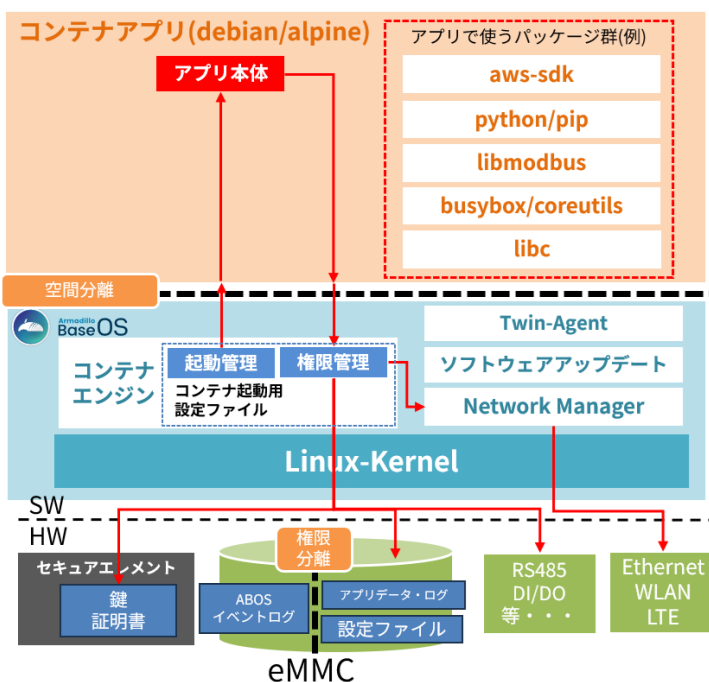 コンテナアプリ(debian/alpine)
アプリ本体
アプリで使うパッケージ群(例)
aws-sdk
python/pip
libmodbus
busybox/coreutils
libc
空間分離
Armadillo
Base OS
コンテナ
エンジン
起動管理
権限管理
コンテナ起動用
設定ファイル
Twin-Agent
ソフトウェアアップデート
Network Manager
Linux-Kernel
SW
HW
セキュアエレメント
鍵
証明書
権限
分離
ABOS
イベントログ
アプリデータ・ログ
設定ファイル
eMMC
RS485
DI/DO
等・・・
Ethernet
WLAN
LTE